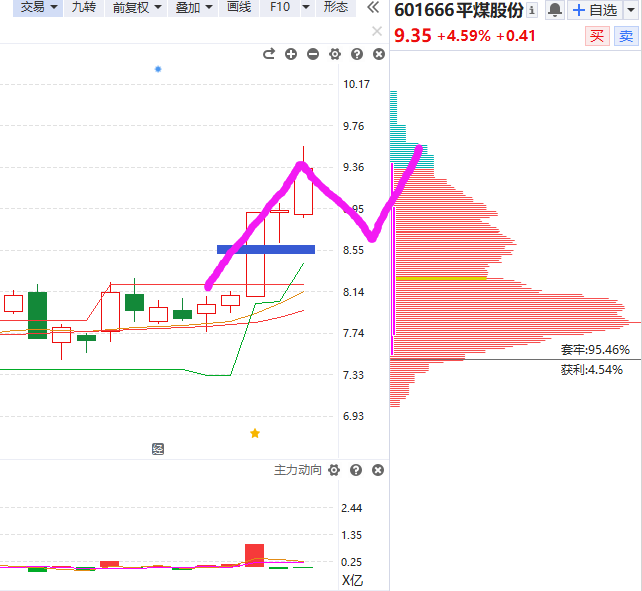 交易 九转 前复权 叠加 画线 F10 形态
601666平煤股份 自选
9.35 +4.59% +0.41 买 卖
10.17
9.76
9.36
8.95
8.55
8.14
7.74
7.33
6.93
套牢:95.46%
获利:4.54%
经
主力动向
2.44
1.35
0.25
X亿